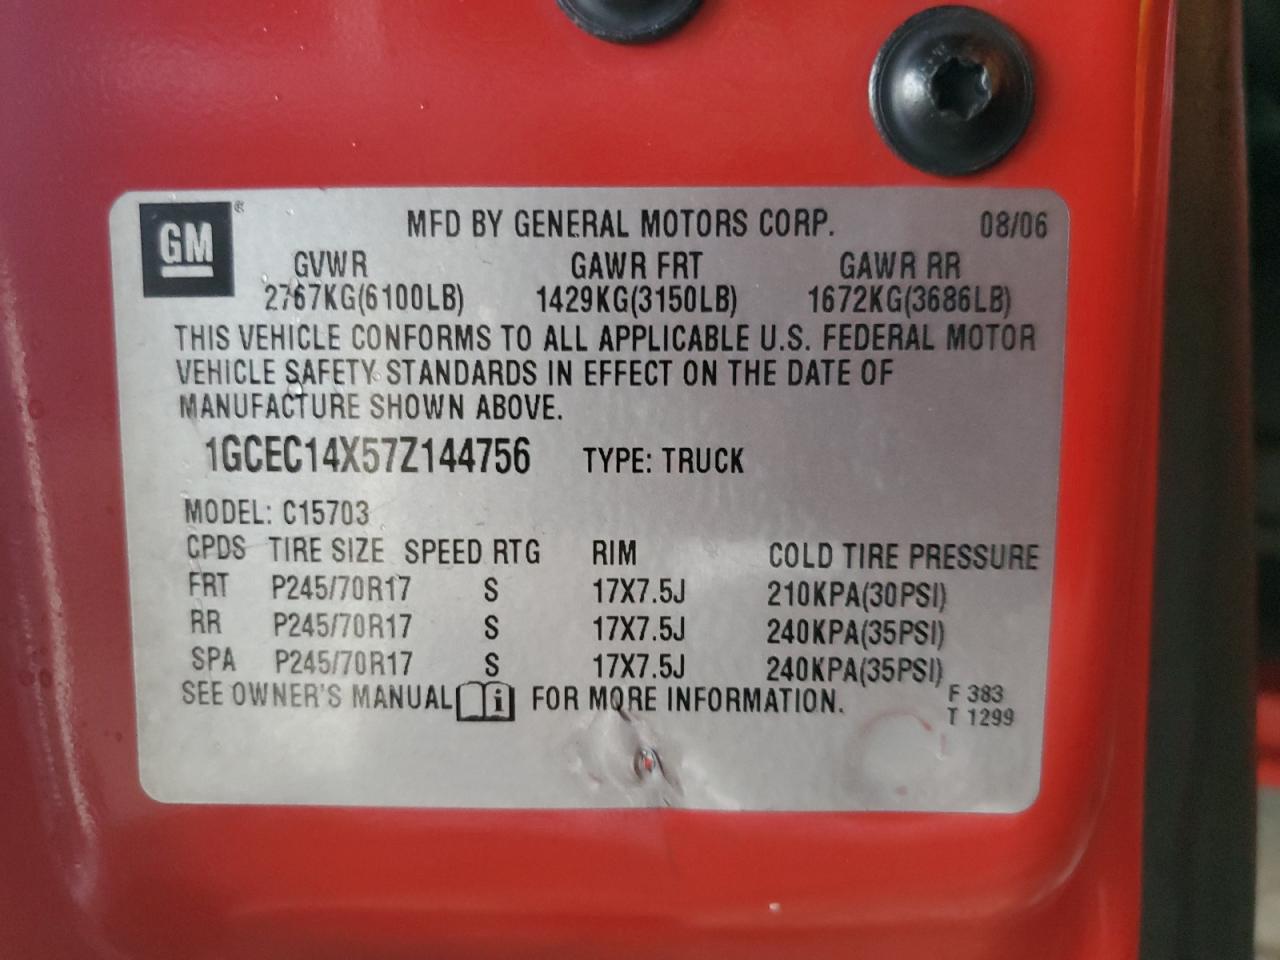 GM® MFD BY GENERAL MOTORS CORP. 08/06
GVWR GAWR FRT GAWR RR
2767KG(6100LB) 1429KG(3150LB) 1672KG(3686LB)
THIS VEHICLE CONFORMS TO ALL APPLICABLE U.S. FEDERAL MOTOR
VEHICLE SAFETY STANDARDS IN EFFECT ON THE DATE OF
MANUFACTURE SHOWN ABOVE.
1GCEC14X57Z144756 TYPE: TRUCK
MODEL: C15703
CPDS TIRE SIZE SPEED RTG RIM COLD TIRE PRESSURE
FRT P245/70R17 S 17X7.5J 210KPA(30PSI)
RR P245/70R17 S 17X7.5J 240KPA(35PSI)
SPA P245/70R17 S 17X7.5J 240KPA(35PSI)
SEE OWNER'S MANUAL i FOR MORE INFORMATION. F 383
T 1299